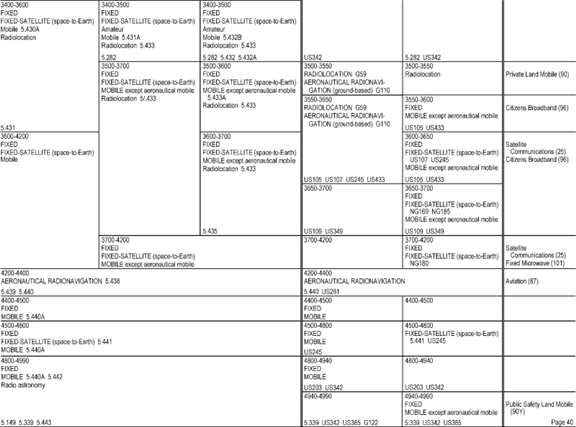 3400-3600
FIXED
FIXED-SATELLITE (space-to-Earth)
Mobile 5.430A
Radiolocation
5.431
3600-4200
FIXED
FIXED-SATELLITE (space-to-Earth)
Mobile
3400-3500
FIXED
FIXED-SATELLITE (space-to-Earth)
Amateur
Mobile 5.431A
Radiolocation 5.433
5.282
3500-3700
FIXED
FIXED-SATELLITE (space-to-Earth)
MOBILE except aeronautical mobile
Radiolocation 5.433
3400-3500
FIXED
FIXED-SATELLITE (space-to-Earth)
Amateur
Mobile 5.432B
Radiolocation 5.433
5.282 5.432 5.432A
3500-3600
FIXED
FIXED-SATELLITE (space-to-Earth)
MOBILE except aeronautical mobile
5.433A
Radiolocation 5.433
3600-3700
FIXED
FIXED-SATELLITE (space-to-Earth)
MOBILE except aeronautical mobile
Radiolocation 5.433
5.435
3700-4200
FIXED
FIXED-SATELLITE (space-to-Earth)
MOBILE except aeronautical mobile
US342
3500-3550
RADIOLOCATION G59
AERONAUTICAL RADIONAVI-
GATION (ground-based) G110
3550-3650
RADIOLOCATION G59
AERONAUTICAL RADIONAVI-
GATION (ground-based) G110
US105 US107 US245 US433
3650-3700
US109 US349
3700-4200
5.282 US342
3500-3550
Radiolocation
3550-3600
FIXED
MOBILE except aeronautical mobile
US105 US433
3600-3650
FIXED
FIXED-SATELLITE (space-to-Earth)
US107 US245
MOBILE except aeronautical mobile
US105 US433
3650-3700
FIXED
FIXED-SATELLITE (space-to-Earth)
NG169 NG185
MOBILE except aeronautical mobile
US109 US349
3700-4200
FIXED
FIXED-SATELLITE (space-to-Earth)
NG180
Private Land Mobile (90)
Citizens Broadband (96)
Satellite
Communications (25)
Citizens Broadband (96)
Satellite
Communications (25)
Fixed Microwave (101)
4200-4400
AERONAUTICAL RADIONAVIGATION 5.438
5.439 5.440
4200-4400
AERONAUTICAL RADIONAVIGATION
5.440 US261
Aviation (87)
4400-4500
FIXED
MOBILE 5.440A
4400-4500
FIXED
MOBILE
4400-4500
4500-4800
FIXED
FIXED-SATELLITE (space-to-Earth) 5.441
MOBILE 5.440A
4500-4800
FIXED
MOBILE
US245
4500-4800
FIXED-SATELLITE (space-to-Earth)
5.441 US245
4800-4990
FIXED
MOBILE 5.440A 5.442
Radio astronomy
5.149 5.339 5.443
4800-4940
FIXED
MOBILE
US203 US342
4800-4940
US203 US342
4940-4990
5.339 US342 US385 G122
4940-4990
FIXED
MOBILE except aeronautical mobile
5.339 US342 US385
Public Safety Land Mobile
(90Y)
Page 40